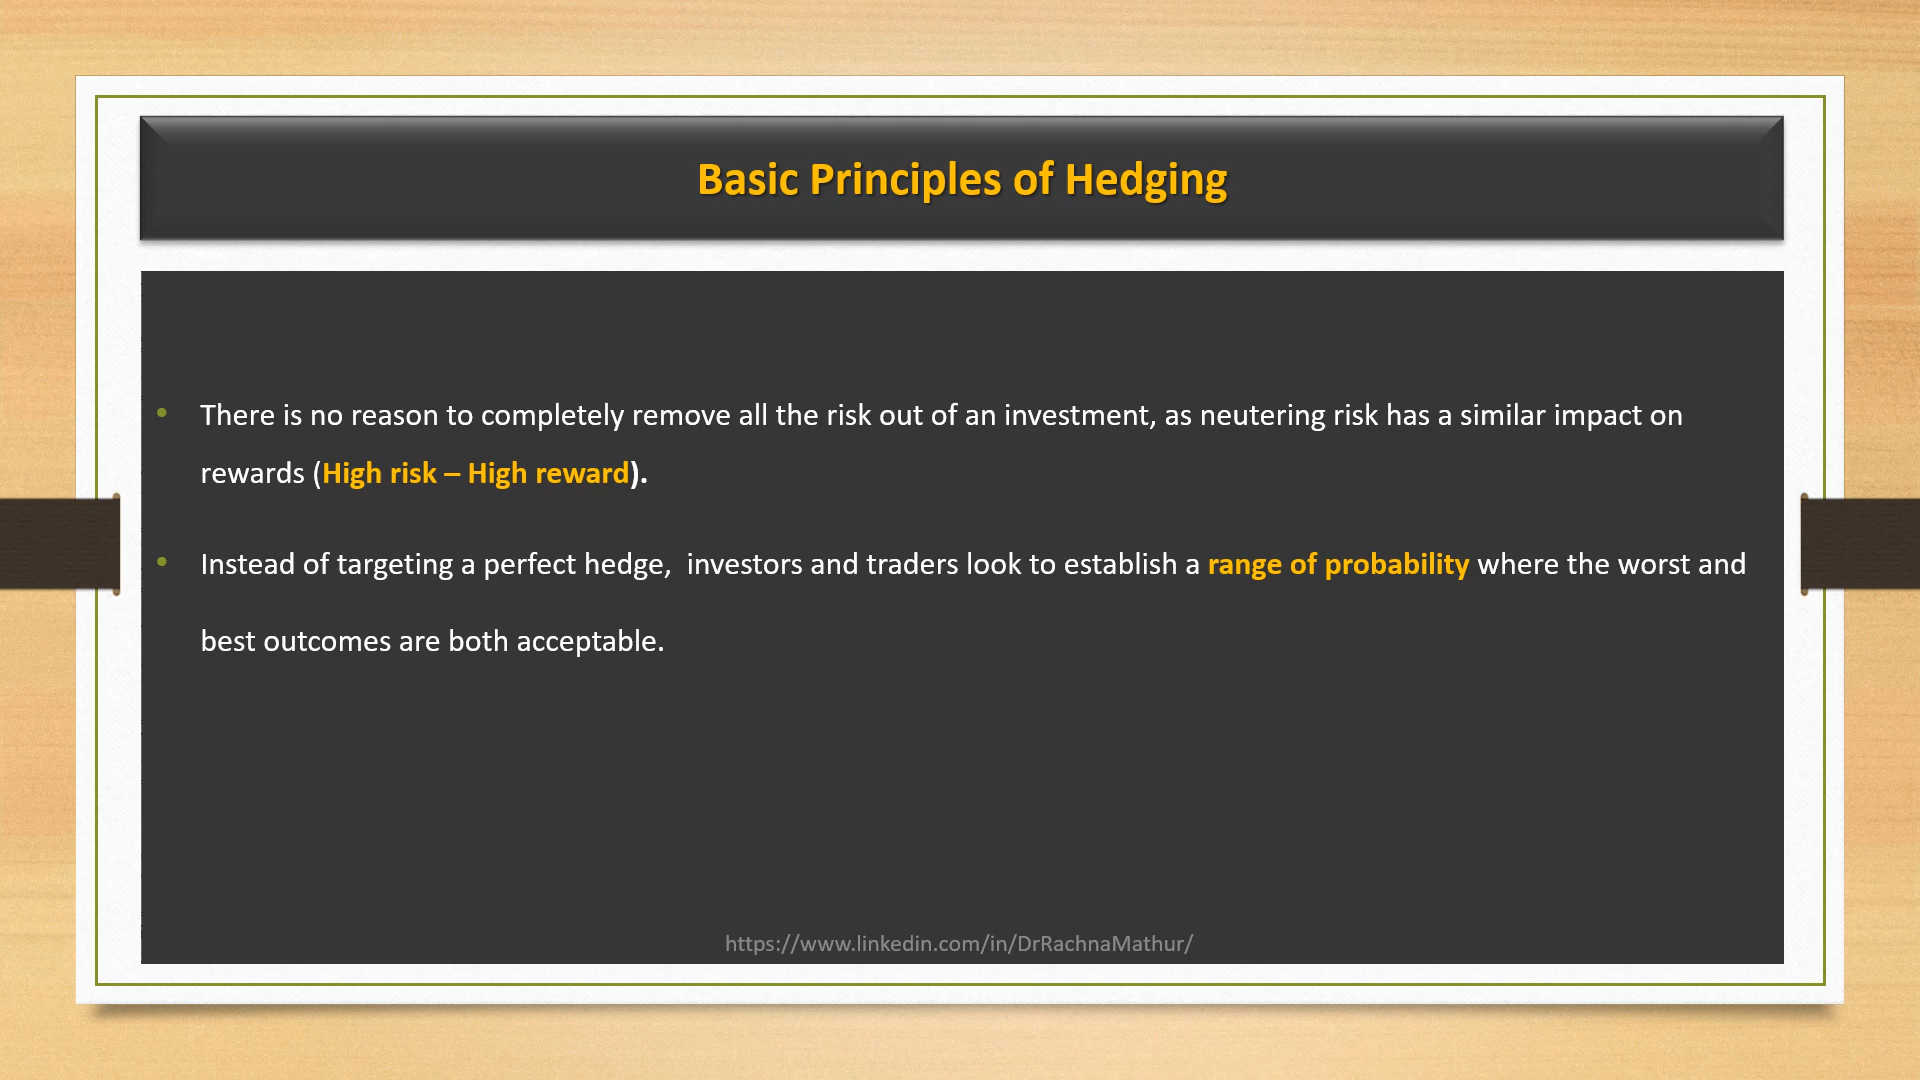 Basic Principles of Hedging
• There is no reason to completely remove all the risk out of an investment, as neutering risk has a similar impact on
rewards (High risk – High reward).
• Instead of targeting a perfect hedge,  investors and traders look to establish a range of probability where the worst and
best outcomes are both acceptable.
https://www.linkedin.com/in/DrRachnaMathur/